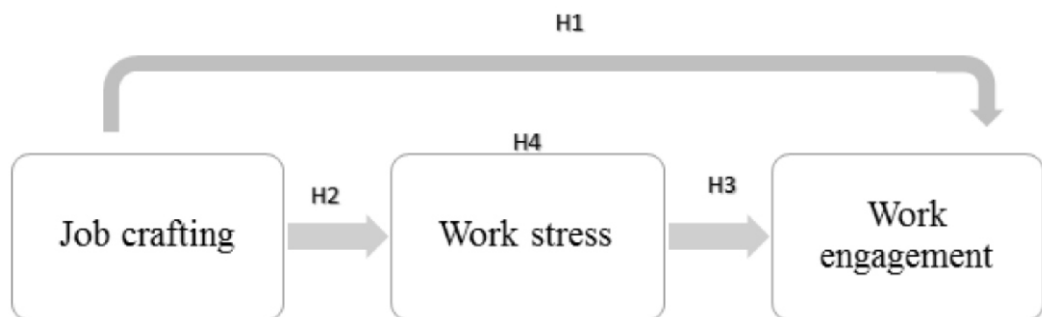 H1
H4
H2
H3
Job crafting
Work stress
Work
engagement